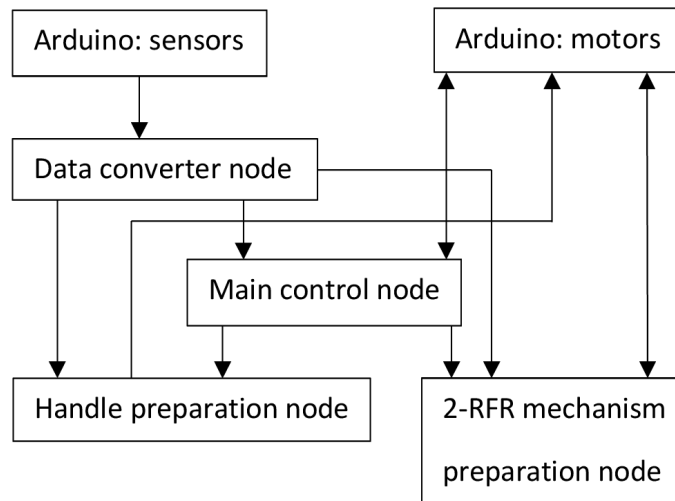 Arduino: sensors
Arduino: motors
Data converter node
Main control node
Handle preparation node
2-RFR mechanism
preparation node